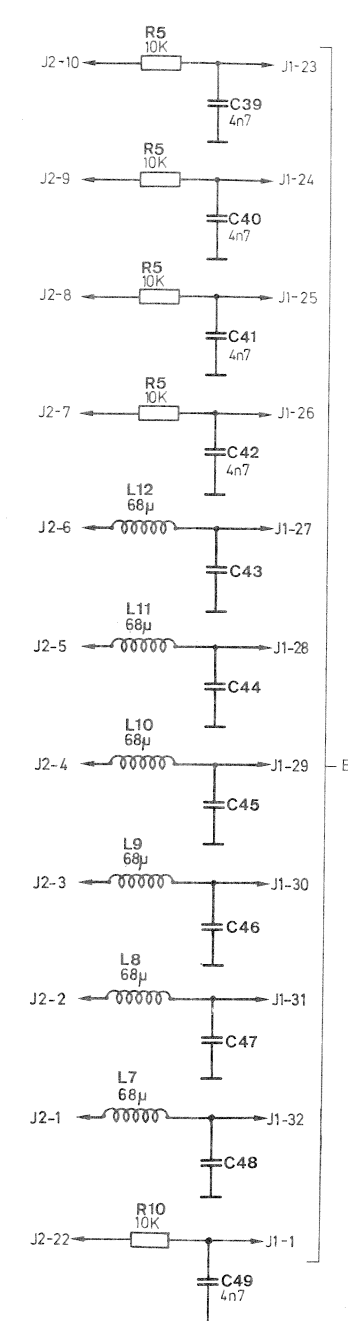 R5
10K
J2-10
J1-23
C39
4n7
R5
10K
J2-9
J1-24
C40
4n7
R5
10K
J2-8
J1-25
C41
4n7
R5
10K
J2-7
J1-26
C42
4n7
L12
68µ
J2-6
J1-27
C43
L11
68µ
J2-5
J1-28
C44
L10
68µ
J2-4
J1-29
E
C45
L9
68µ
J2-3
J1-30
C46
L8
68µ
J2-2
J1-31
C47
L7
68µ
J2-1
J1-32
C48
R10
10K
J2-22
J1-1
C49
4n7